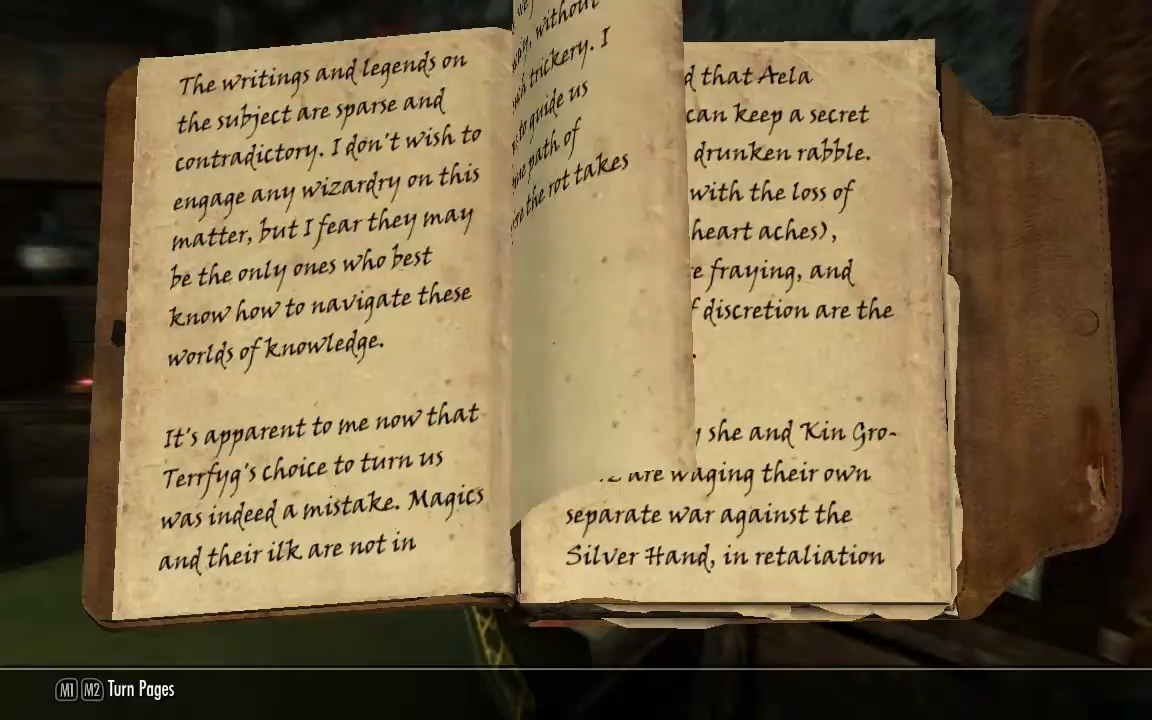 The writings and legends on
the subject are sparse and
contradictory. I don't wish to
engage any wizardry on this
matter, but I fear they may
be the only ones who best
know how to navigate these
worlds of knowledge.
It's apparent to me now that
Terrfyg's choice to turn us
was indeed a mistake. Magics
and their ilk are not in
without
trickery. I
to guide us
path of
the rot takes
that Aela
can keep a secret
drunken rabble.
with the loss of
heart aches),
fraying, and
discretion are the
she and Kin Gro-
are waging their own
separate war against the
Silver Hand, in retaliation
M1 M2 Turn Pages